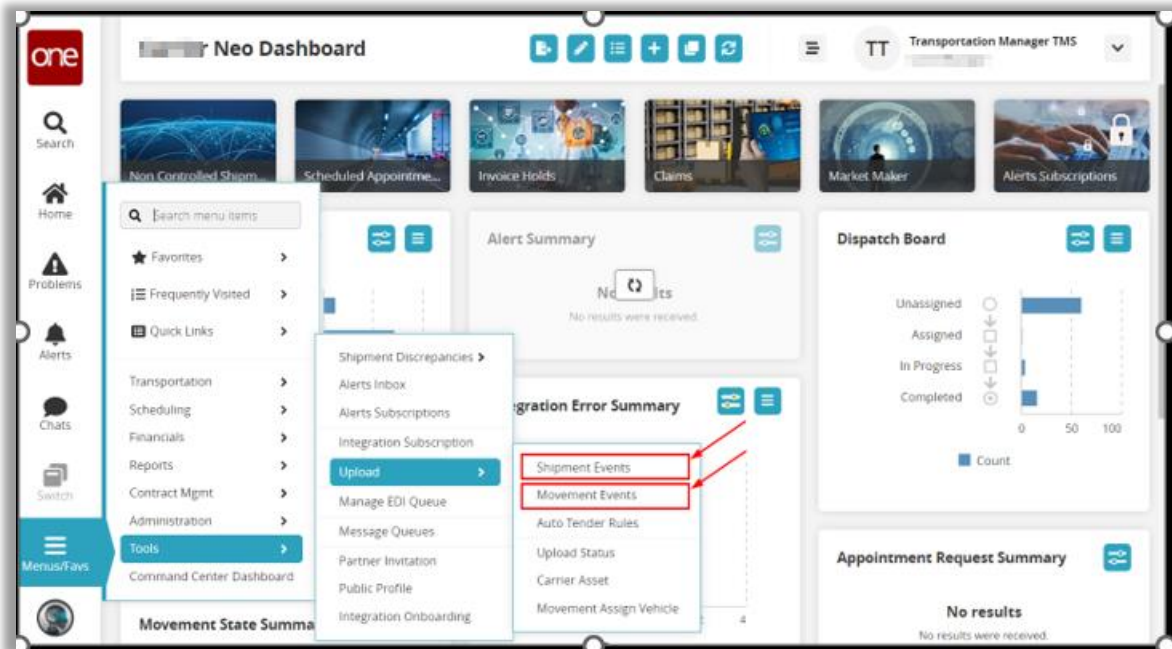 one
r Neo Dashboard
TT
Transportation Manager TMS
Search
Home
Problems
Alerts
Chats
Switch
Menus/Favs
Non Controlled Shipm...
Scheduled Appointme...
Invoice Holds
Claims
Market Maker
Alerts Subscriptions
Search menu items
Favorites
Frequently Visited
Quick Links
Transportation
Scheduling
Financials
Reports
Contract Mgmt
Administration
Tools
Command Center Dashboard
Shipment Discrepancies
Alerts Inbox
Alerts Subscriptions
Integration Subscription
Upload
Manage EDI Queue
Message Queues
Partner Invitation
Public Profile
Integration Onboarding
Shipment Events
Movement Events
Auto Tender Rules
Upload Status
Carrier Asset
Movement Assign Vehicle
Alert Summary
No results were received.
gration Error Summary
4
Dispatch Board
Unassigned
Assigned
In Progress
Completed
0 50 100
Count
Appointment Request Summary
No results
No results were received.
Movement State Summa